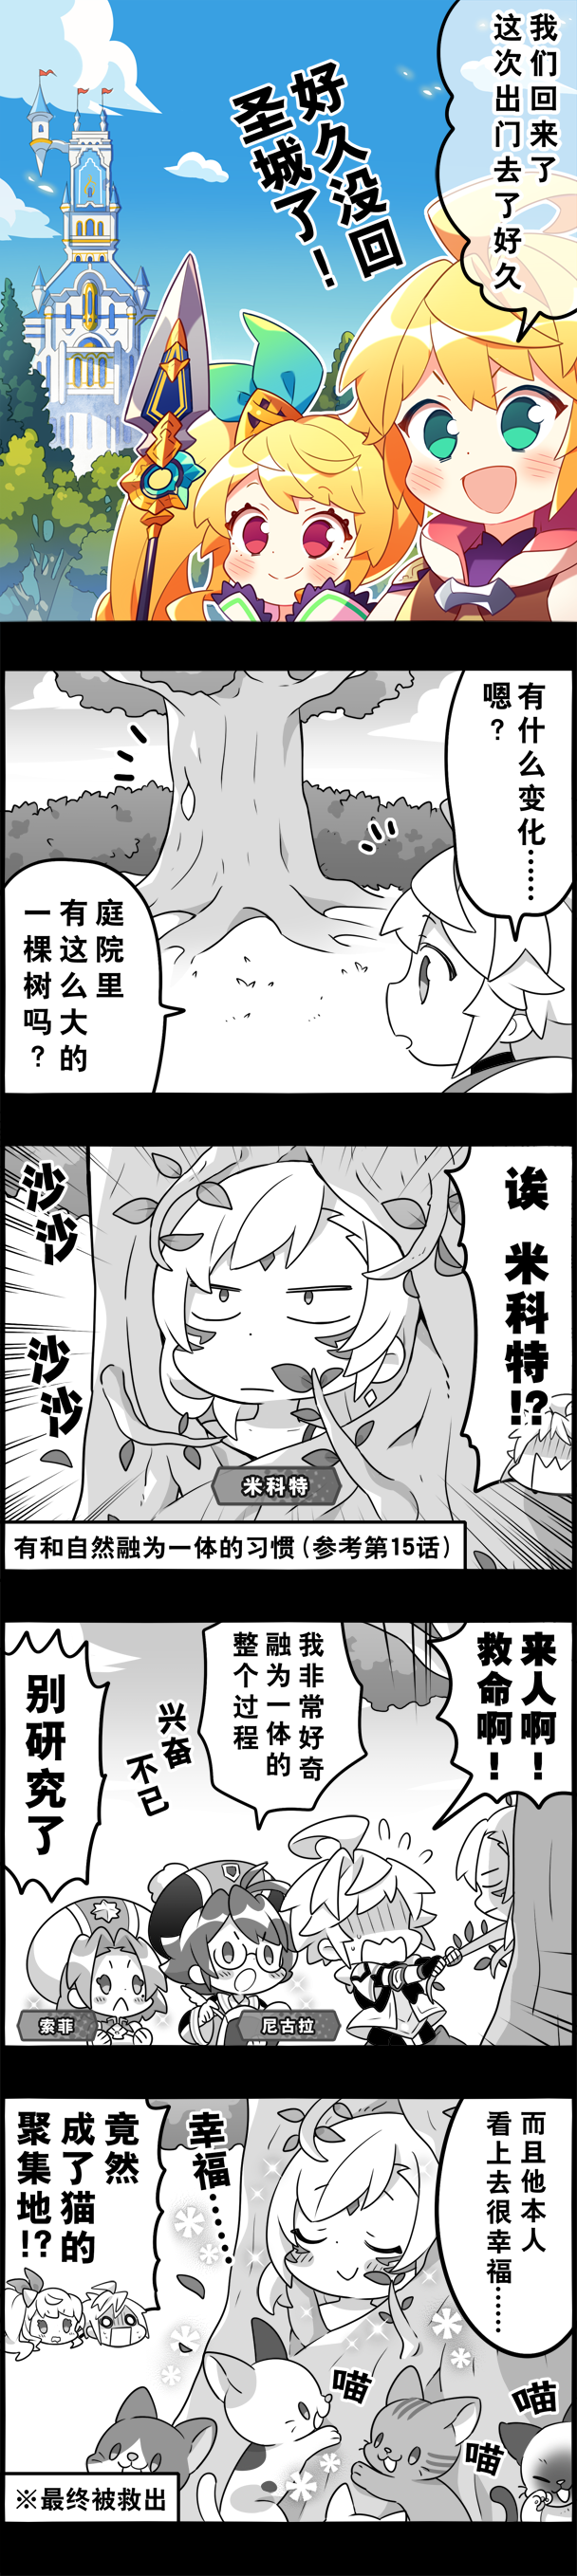 我们回来了
这次出门去了好久
好久没回
圣城了！
有什么变化……
嗯？
庭院里
有这么大的
一棵树吗？
诶 米科特!?
沙沙
沙沙
米科特
有和自然融为一体的习惯(参考第15话)
来人啊！
救命啊！
我非常好奇
融为一体的
整个过程
兴奋
不已
别研究了
尼古拉
索菲
而且他本人
看上去很幸福……
幸福……
竟然
成了猫的
聚集地!?
喵
喵
喵
※最终被救出